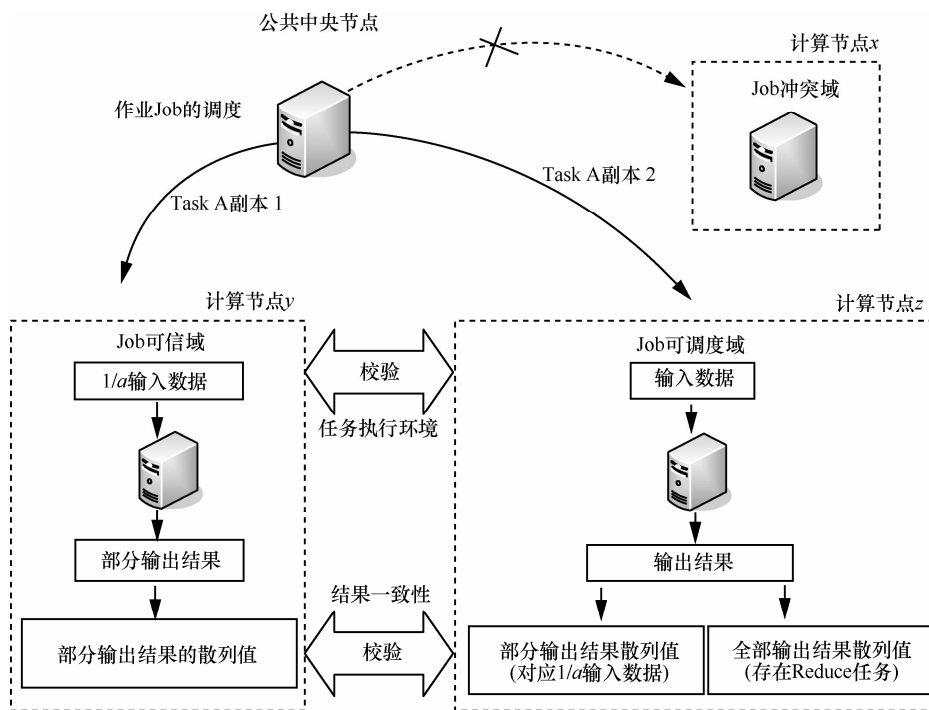 公共中央节点
计算节点x
Job冲突域
作业Job的调度
Task A副本 2
Task A副本 1
计算节点y
计算节点z
Job可信域
Job可调度域
1/a输入数据
校验
输入数据
任务执行环境
部分输出结果
输出结果
结果一致性
部分输出结果的散列值
校验
部分输出结果散列值
(对应1/a输入数据)
全部输出结果散列值
(存在Reduce任务)